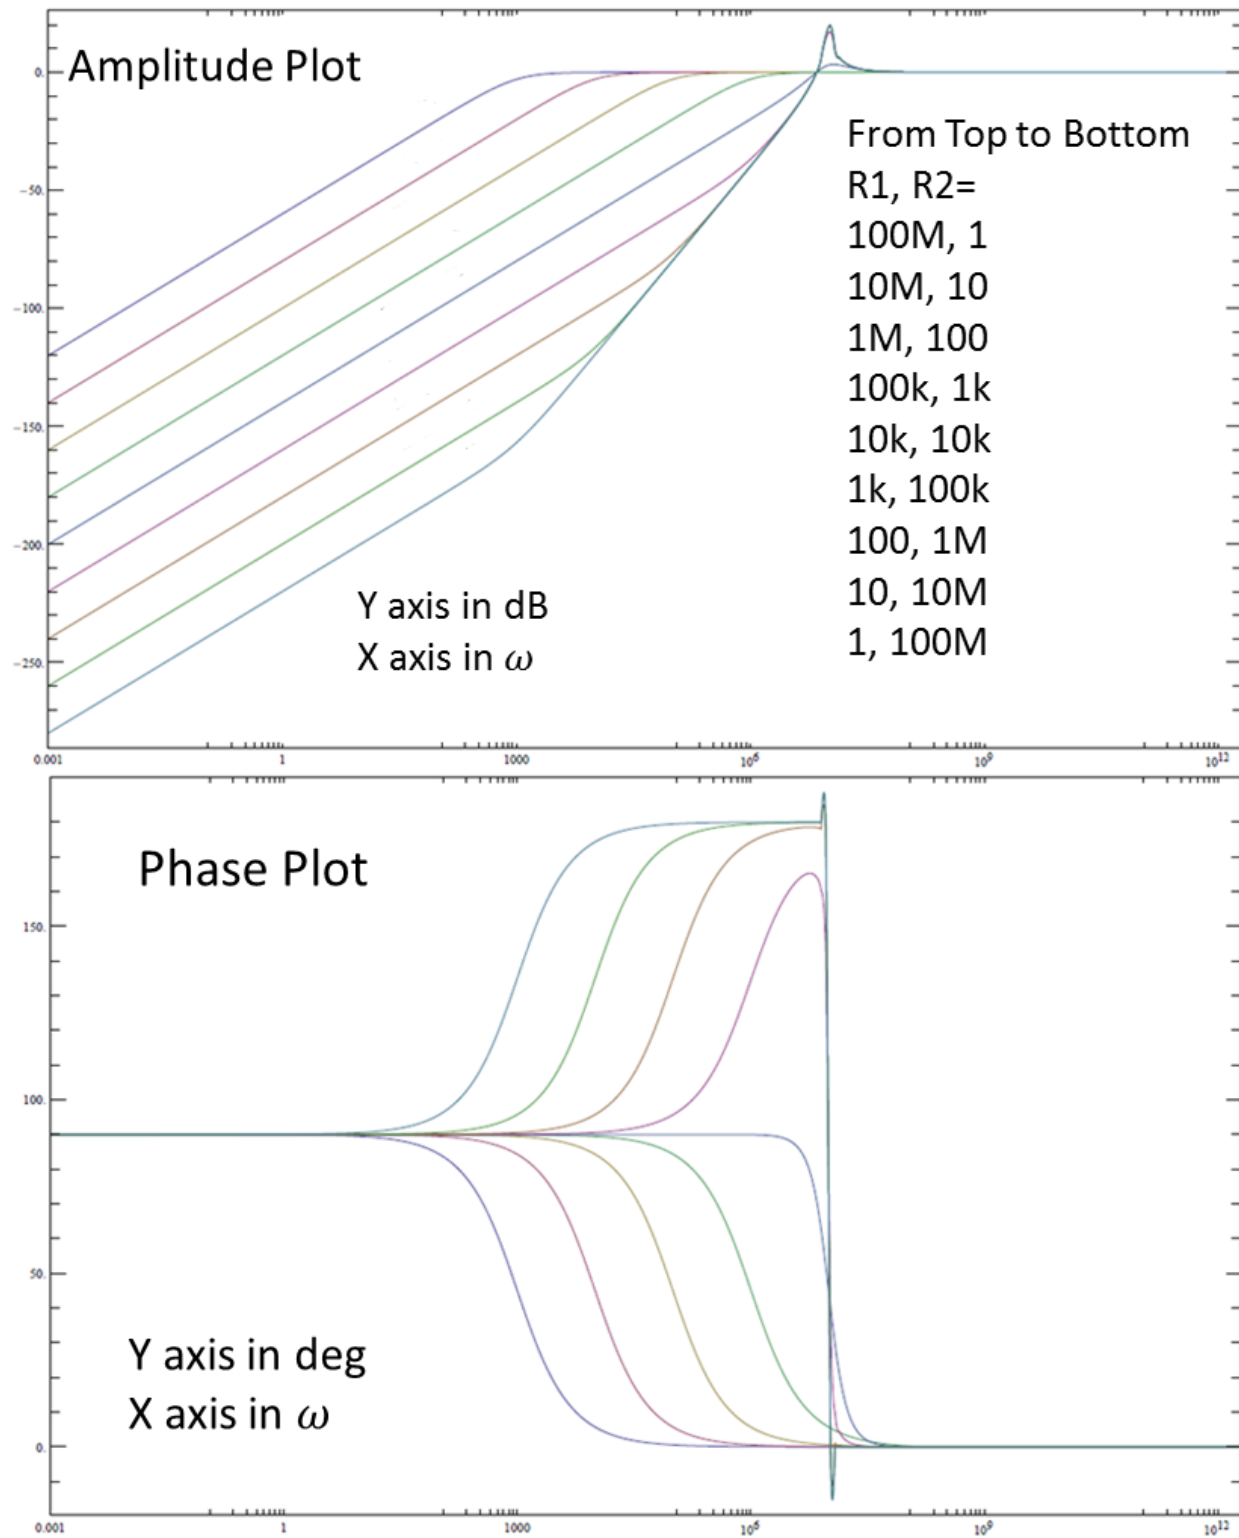 Amplitude Plot
0.
-50.
-100.
-150.
-200.
-250.
From Top to Bottom
R1, R2=
100M, 1
10M, 10
1M, 100
100k, 1k
10k, 10k
1k, 100k
100, 1M
10, 10M
1, 100M
Y axis in dB
X axis in ω
0.001 1 1000 10⁶ 10⁹ 10¹²
Phase Plot
150.
100.
50.
0.
Y axis in deg
X axis in ω
0.001 1 1000 10⁶ 10⁹ 10¹²